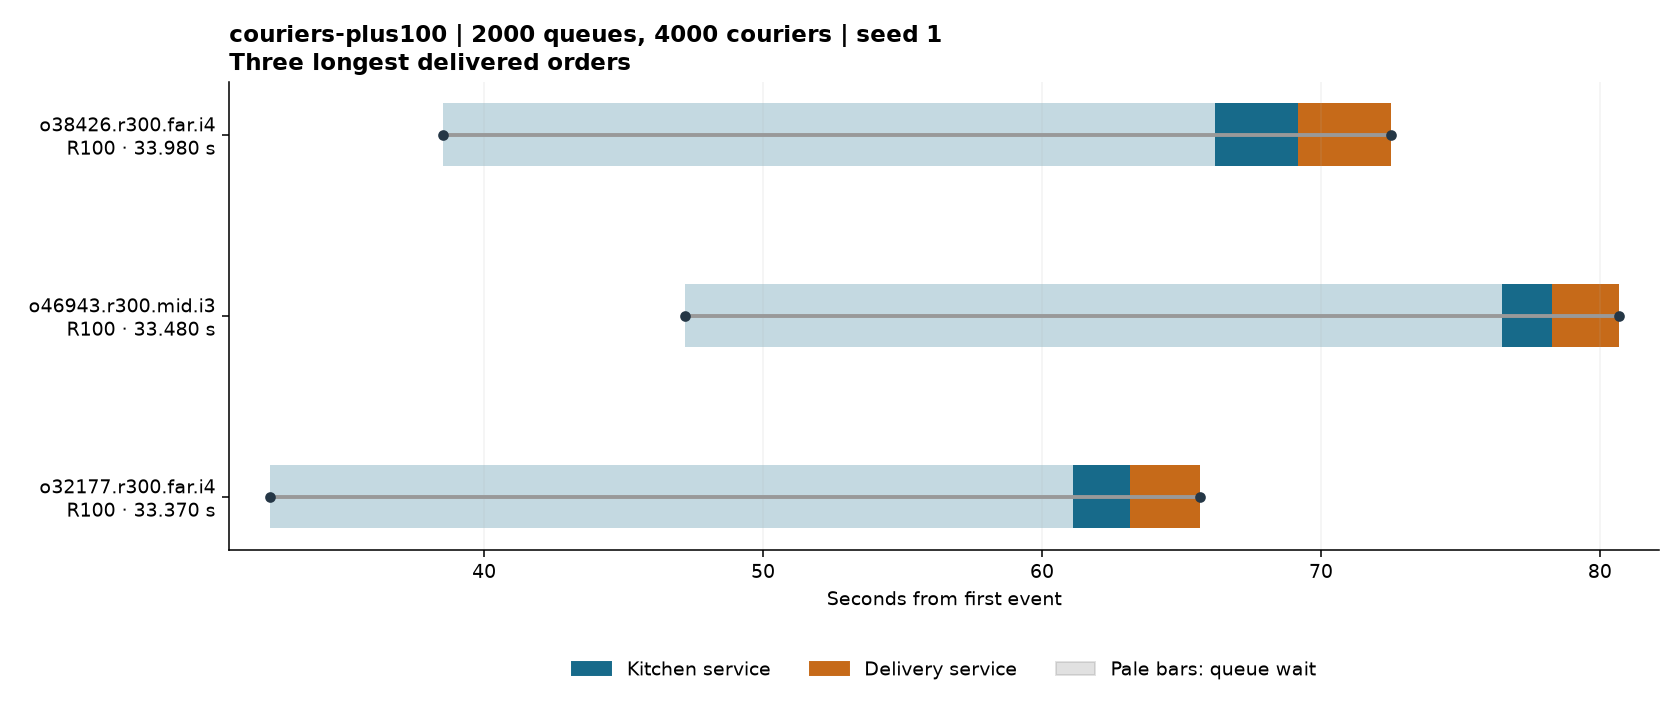 couriers-plus100 | 2000 queues, 4000 couriers | seed 1
Three longest delivered orders
o38426.r300.far.i4
R100 · 33.980 s
o46943.r300.mid.i3
R100 · 33.480 s
o32177.r300.far.i4
R100 · 33.370 s
40 50 60 70 80
Seconds from first event
Kitchen service Delivery service Pale bars: queue wait